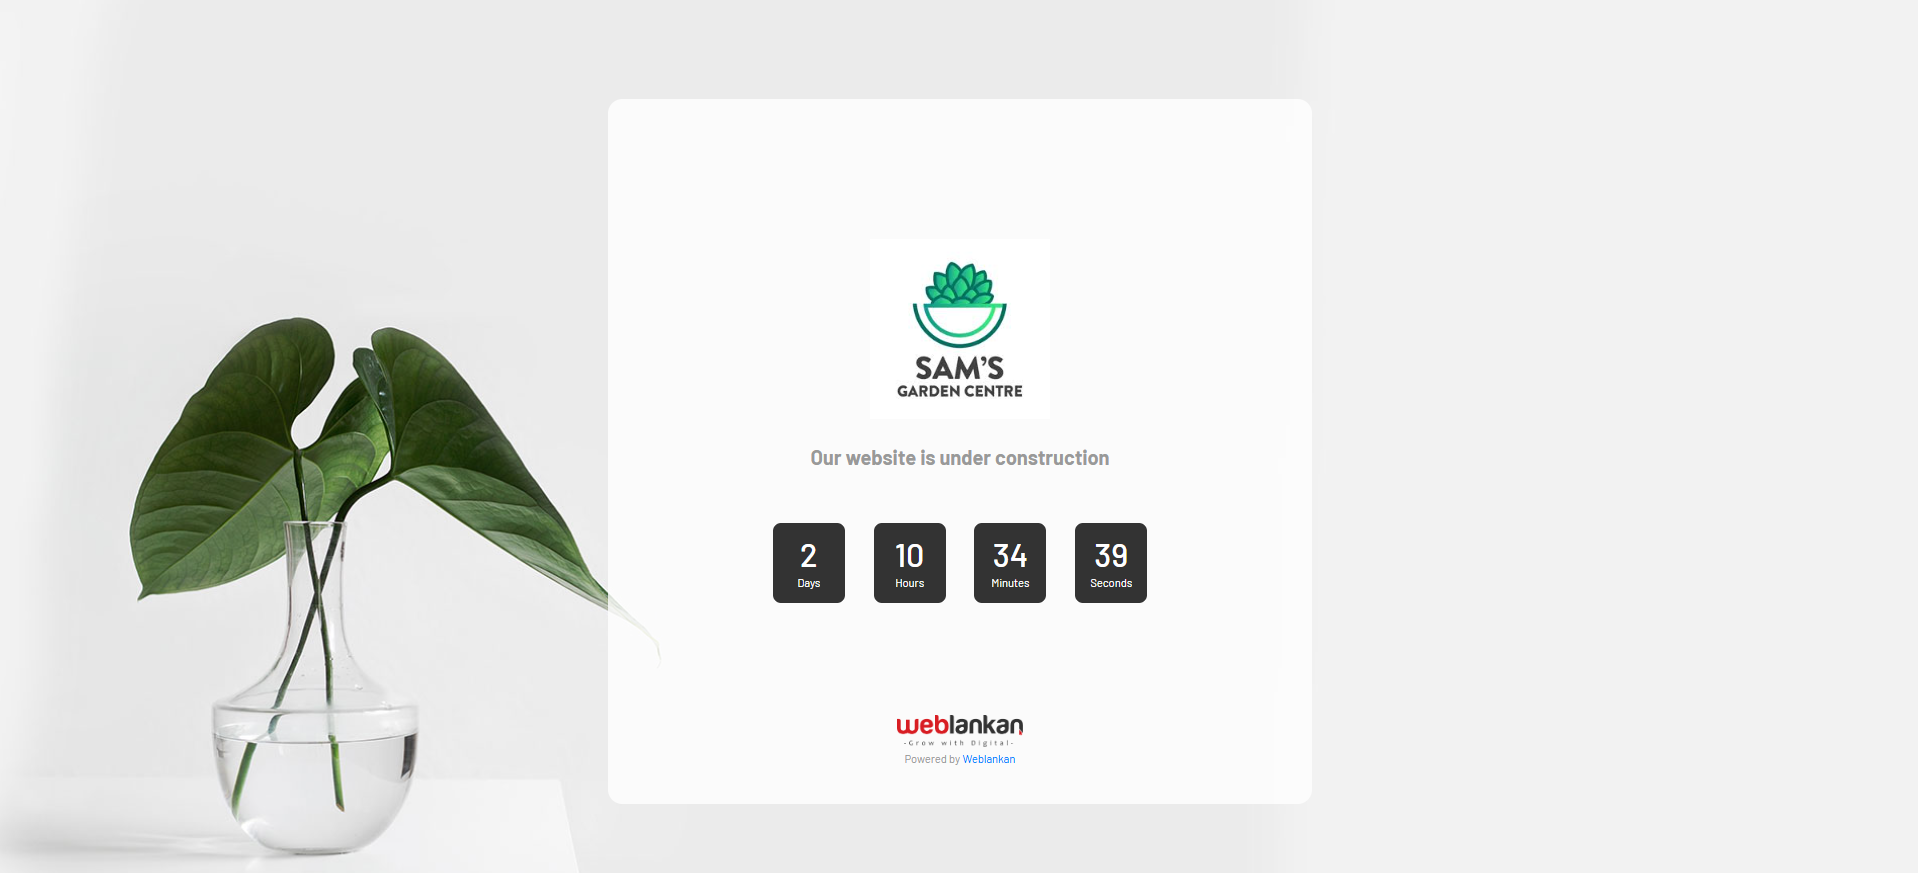 SAM'S
GARDEN CENTRE
Our website is under construction
2 10 34 39
Days Hours Minutes Seconds
weblankan
-Grow with Digital-
Powered by Weblankan